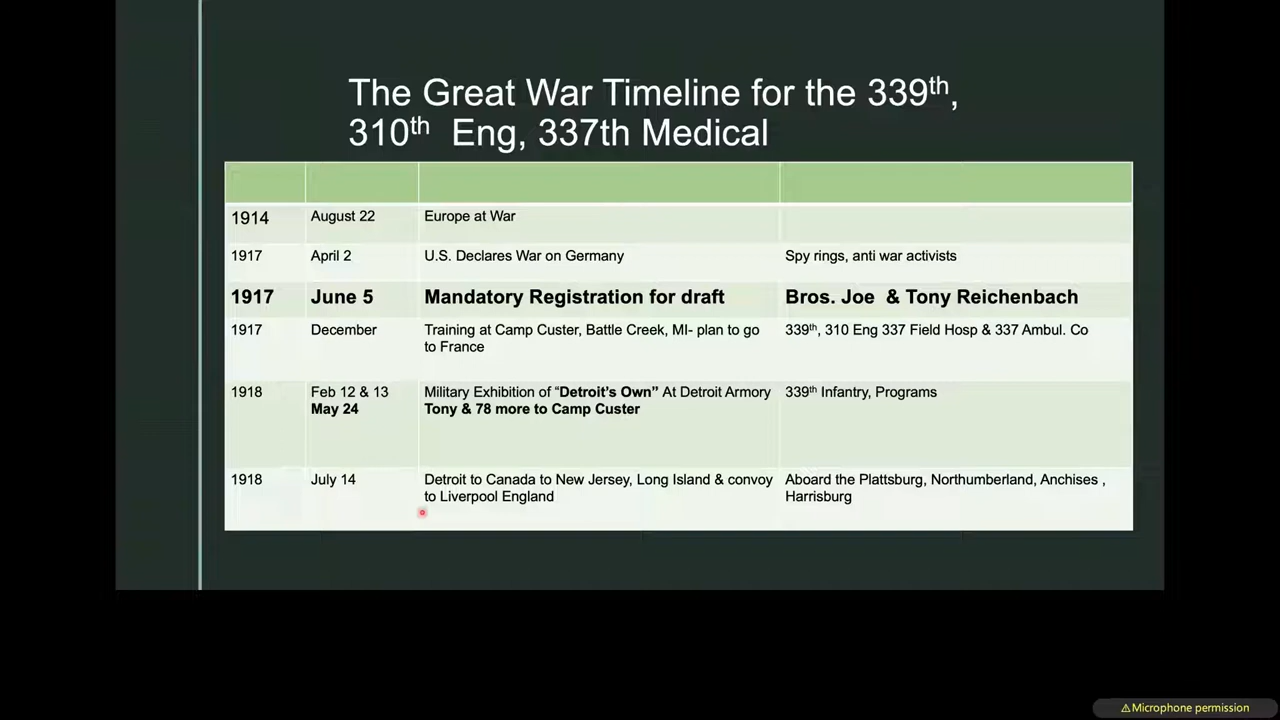 The Great War Timeline for the 339th,
310th Eng, 337th Medical
1914 August 22 Europe at War
1917 April 2 U.S. Declares War on Germany Spy rings, anti war activists
1917 June 5 Mandatory Registration for draft Bros. Joe & Tony Reichenbach
1917 December Training at Camp Custer, Battle Creek, MI- plan to go 339th, 310 Eng 337 Field Hosp & 337 Ambul. Co
to France
1918 Feb 12 & 13 Military Exhibition of “Detroit’s Own” At Detroit Armory 339th Infantry, Programs
May 24 Tony & 78 more to Camp Custer
1918 July 14 Detroit to Canada to New Jersey, Long Island & convoy Aboard the Plattsburg, Northumberland, Anchises ,
to Liverpool England Harrisburg
⚠Microphone permission